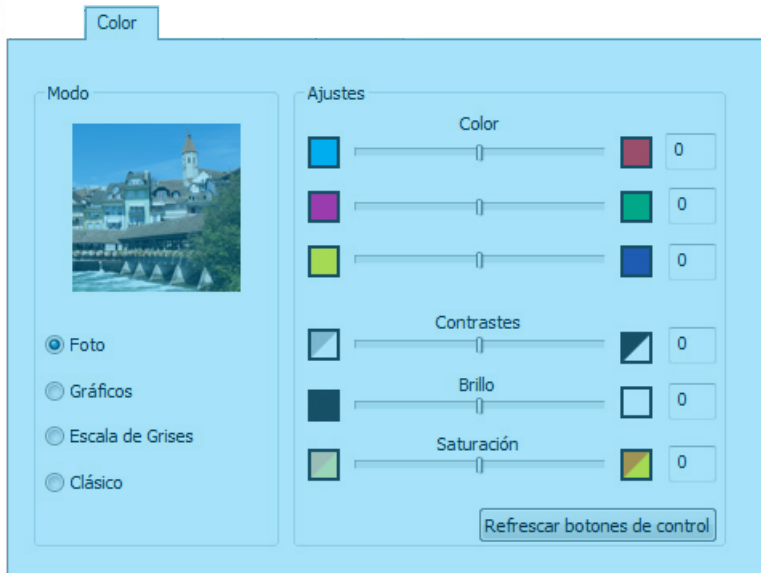 Color
Modo
Ajustes
Color
0
0
0
Foto
Gráficos
Escala de Grises
Clásico
Contrastes
0
Brillo
0
Saturación
0
Refrescar botones de control